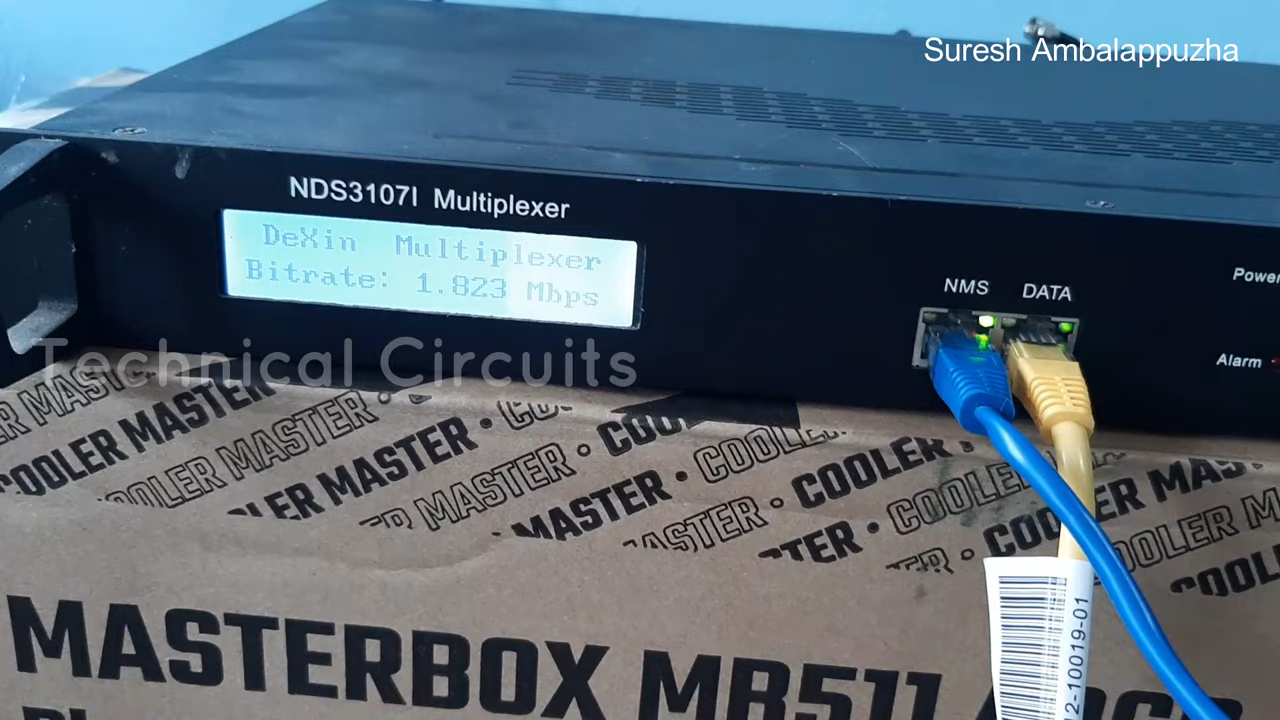 Suresh Ambalappuzha
NDS3107I Multiplexer
DeXin Multiplexer
Bitrate: 1.823 Mbps
NMS DATA
Power
Alarm
Technical Circuits
COOLER MASTER
COOLER MASTER
COOLER MASTER
MASTERBOX MB511
2-10019-01